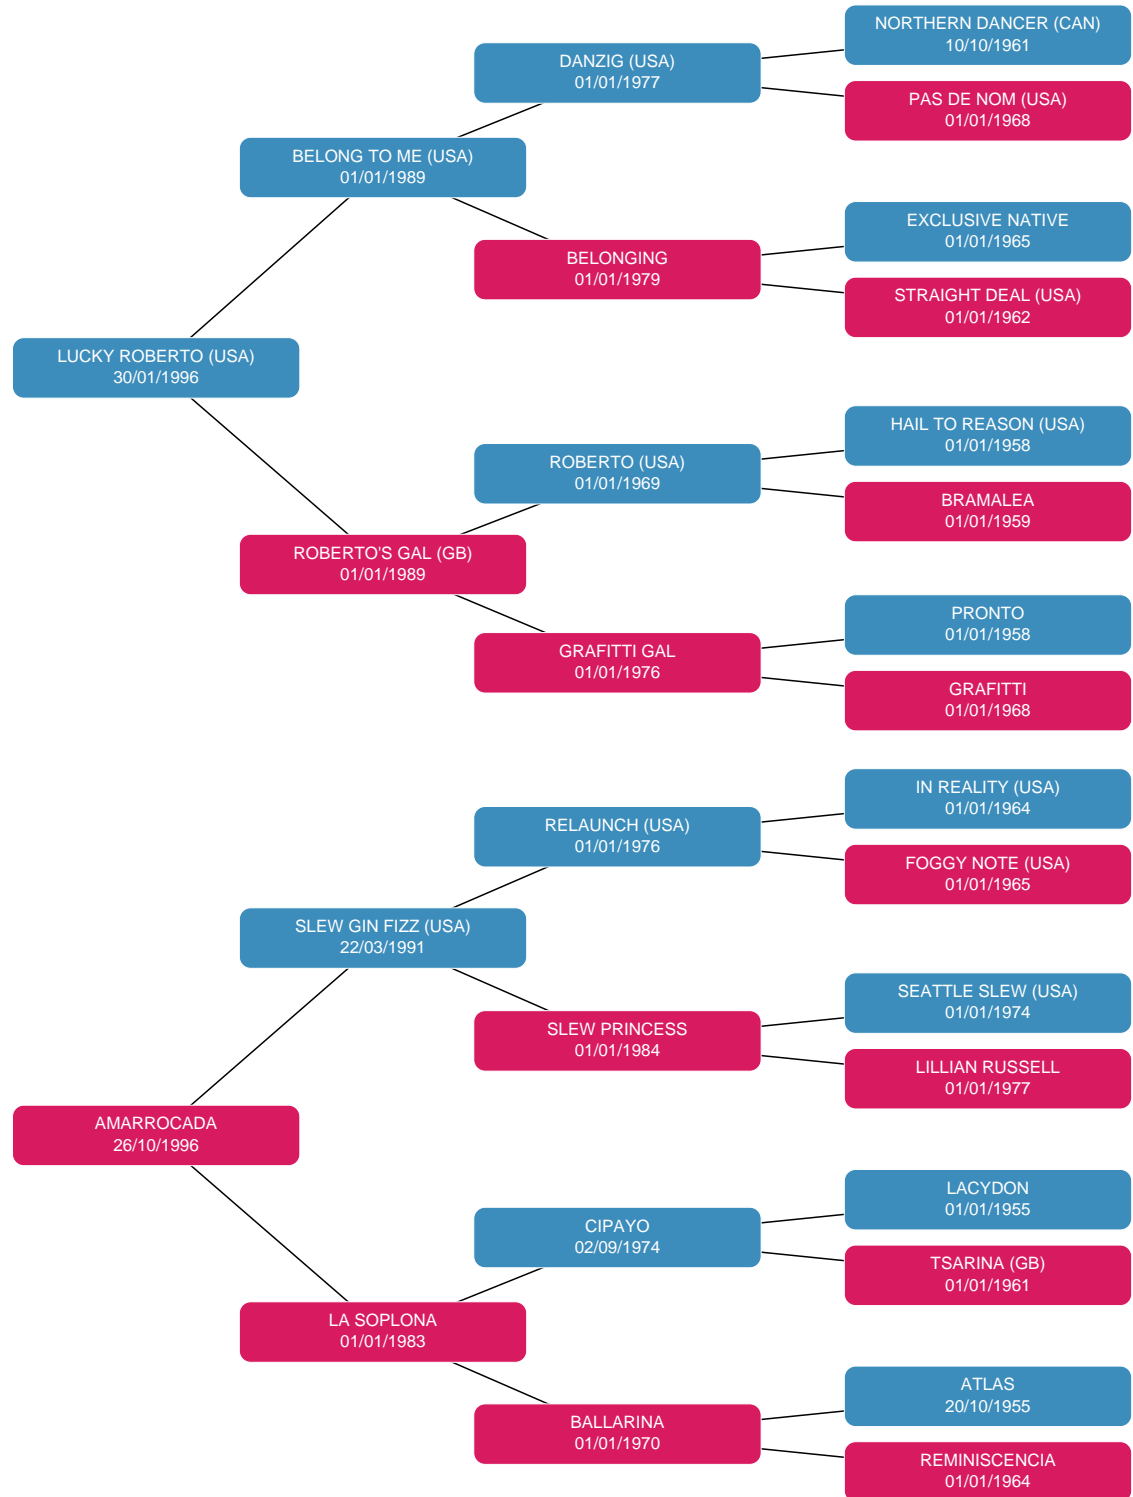 NORTHERN DANCER (CAN)
10/10/1961
DANZIG (USA)
01/01/1977
PAS DE NOM (USA)
01/01/1968
BELONG TO ME (USA)
01/01/1989
EXCLUSIVE NATIVE
01/01/1965
BELONGING
01/01/1979
STRAIGHT DEAL (USA)
01/01/1962
LUCKY ROBERTO (USA)
30/01/1996
HAIL TO REASON (USA)
01/01/1958
ROBERTO (USA)
01/01/1969
BRAMALEA
01/01/1959
ROBERTO'S GAL (GB)
01/01/1989
PRONTO
01/01/1958
GRAFITTI GAL
01/01/1976
GRAFITTI
01/01/1968
IN REALITY (USA)
01/01/1964
RELAUNCH (USA)
01/01/1976
FOGGY NOTE (USA)
01/01/1965
SLEW GIN FIZZ (USA)
22/03/1991
SEATTLE SLEW (USA)
01/01/1974
SLEW PRINCESS
01/01/1984
LILLIAN RUSSELL
01/01/1977
AMARROCADA
26/10/1996
LACYDON
01/01/1955
CIPAYO
02/09/1974
TSARINA (GB)
01/01/1961
LA SOPLONA
01/01/1983
ATLAS
20/10/1955
BALLARINA
01/01/1970
REMINISCENCIA
01/01/1964